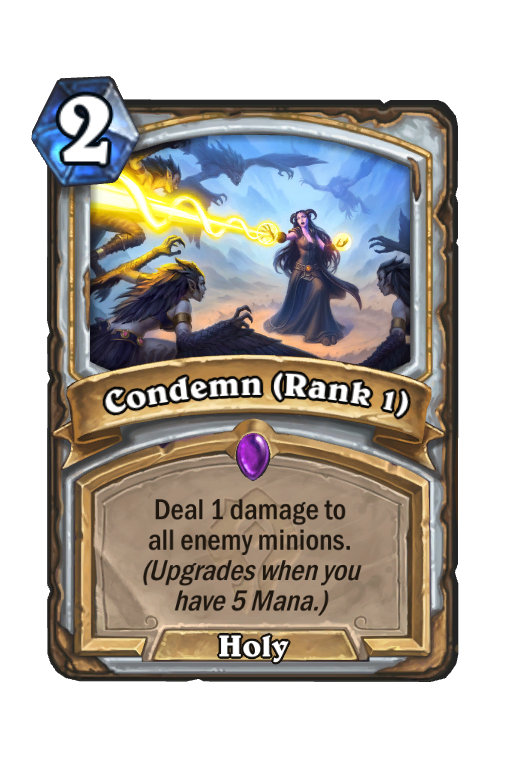 2
Condemn (Rank 1)
Deal 1 damage to
all enemy minions.
(Upgrades when you
have 5 Mana.)
Holy